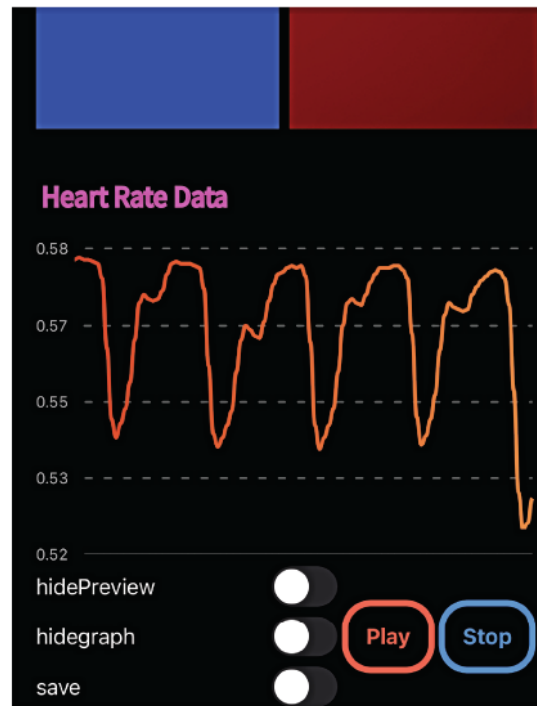 Heart Rate Data
0.58
0.57
0.55
0.53
0.52
hidePreview
hidegraph
Play
Stop
save